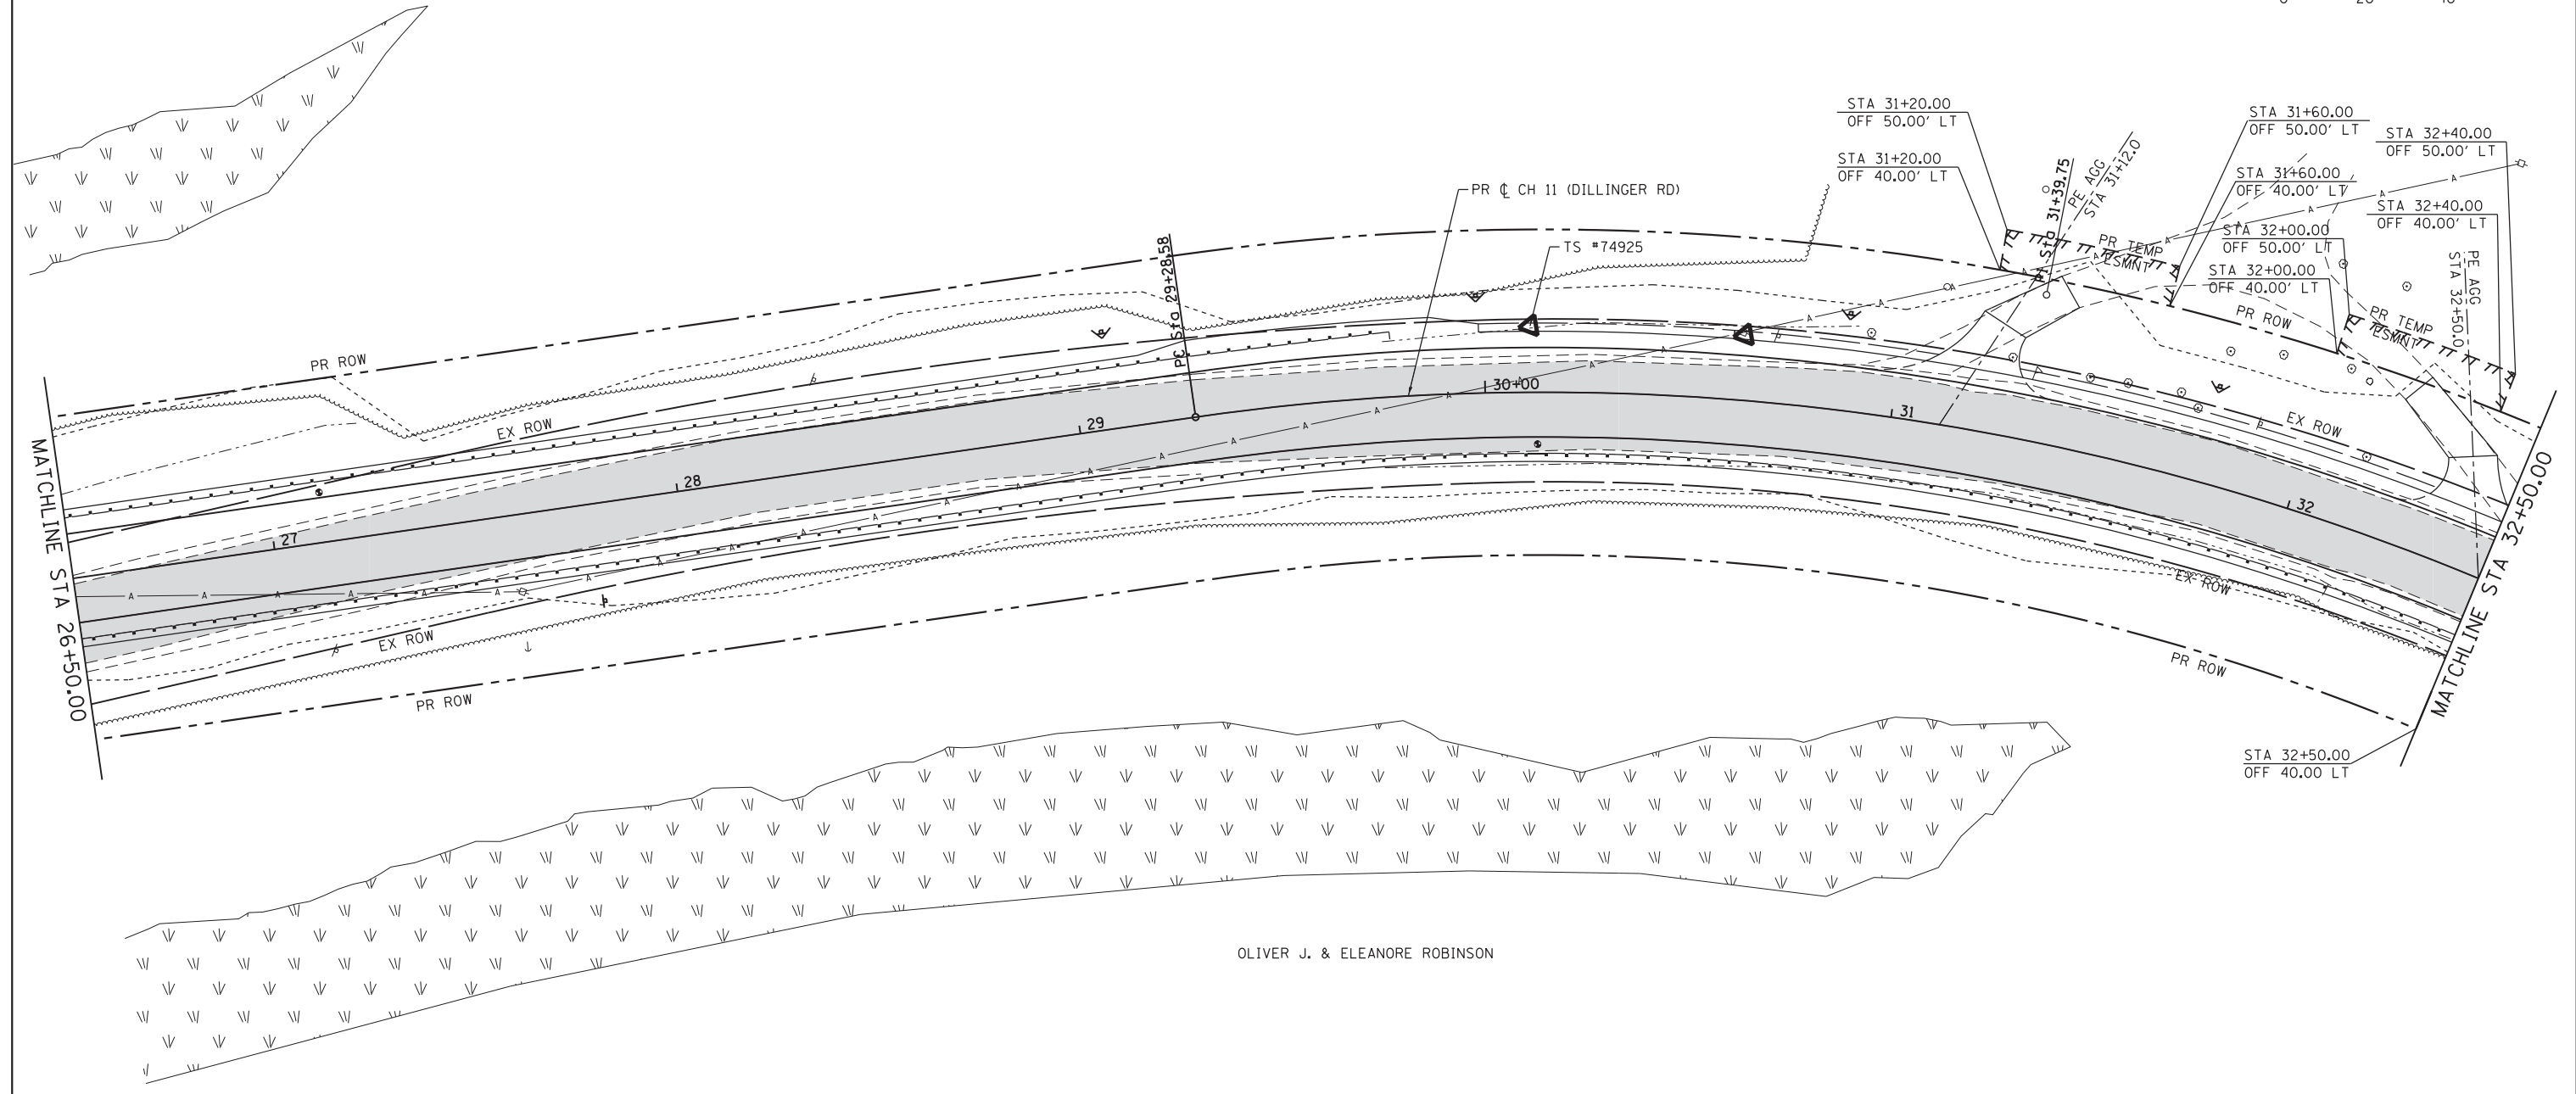 STA 31+20.00
OFF 50.00' LT
STA 31+20.00
OFF 40.00' LT
STA 31+60.00
OFF 50.00' LT
STA 32+40.00
OFF 50.00' LT
STA 31+60.00
OFF 40.00' LT
STA 32+40.00
OFF 40.00' LT
STA 32+00.00
OFF 50.00' LT
STA 32+00.00
OFF 40.00' LT
PI Sta 31+39.75
PE AGG
STA 31+12.0
PE AGG
STA 32+50.0
PR TEMP
ESMNT
PR TEMP
ESMNT
PR ROW
PR ℄ CH 11 (DILLINGER RD)
TS #74925
PC Sta 29+28.58
PR ROW
EX ROW
EX ROW
30+00
31
29
28
27
32
MATCHLINE STA 26+50.00
MATCHLINE STA 32+50.00
EX ROW
EX ROW
PR ROW
PR ROW
STA 32+50.00
OFF 40.00 LT
OLIVER J. & ELEANORE ROBINSON